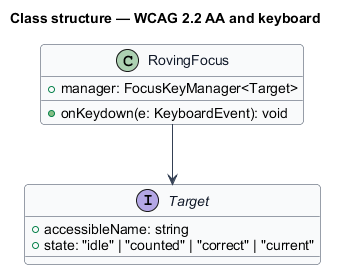 Class structure — WCAG 2.2 AA and keyboard
C RovingFocus
manager: FocusKeyManager<Target>
onKeydown(e: KeyboardEvent): void
I Target
accessibleName: string
state: "idle" | "counted" | "correct" | "current"